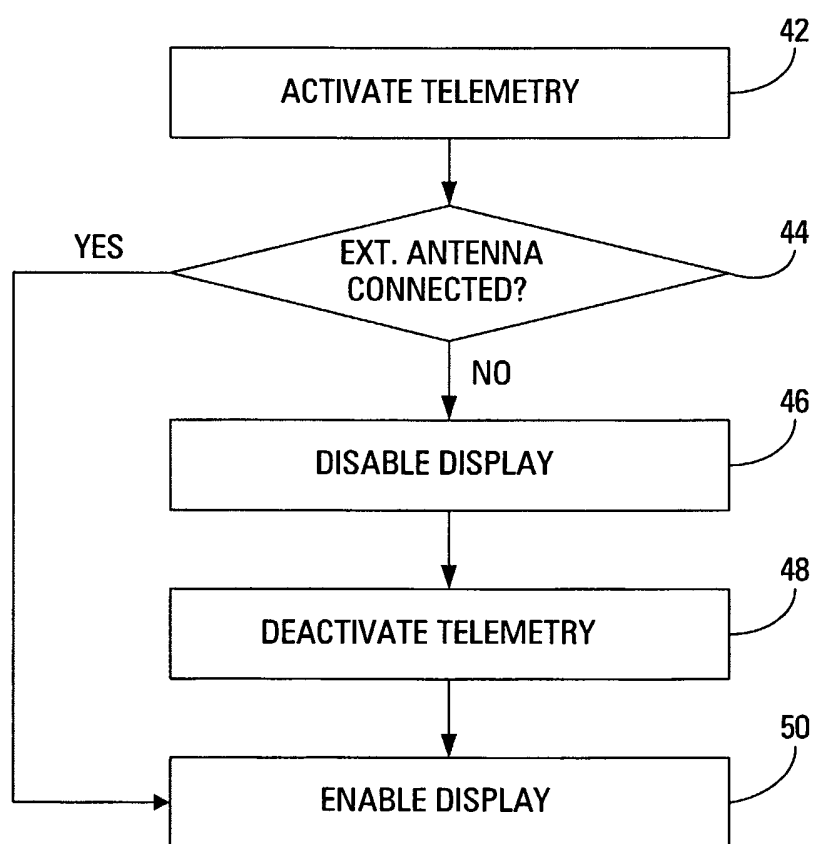 42
ACTIVATE TELEMETRY
YES
EXT. ANTENNA
CONNECTED?
44
NO
46
DISABLE DISPLAY
48
DEACTIVATE TELEMETRY
50
ENABLE DISPLAY